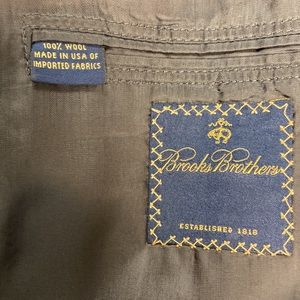 100% WOOL
MADE IN USA OF
IMPORTED FABRICS
Brooks Brothers
ESTABLISHED 1818